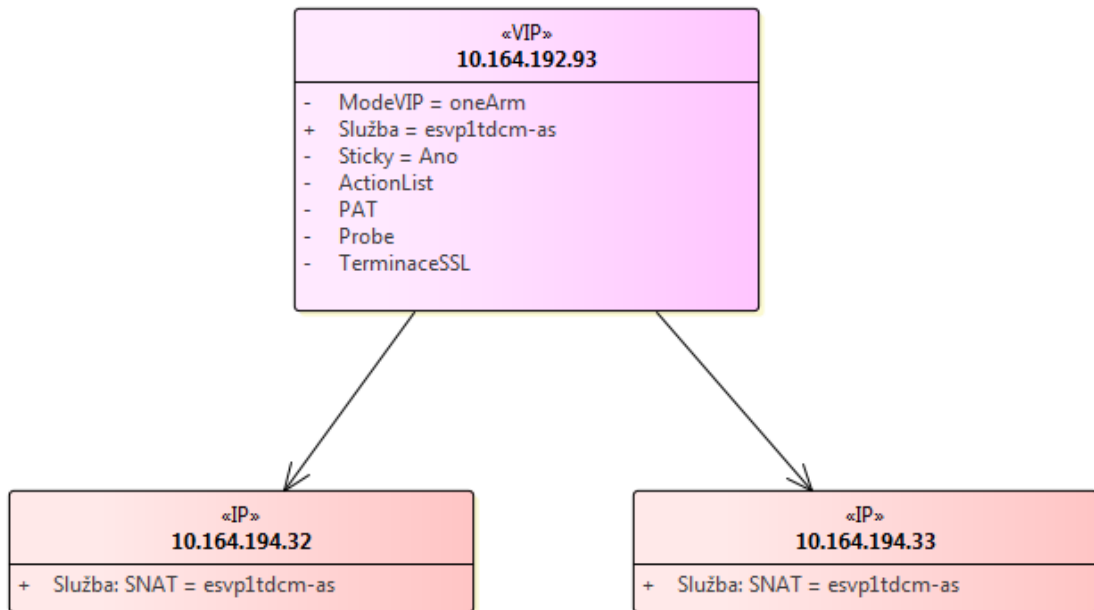 «VIP»
10.164.192.93
- ModeVIP = oneArm
+ Služba = esvp1tdcm-as
- Sticky = Ano
- ActionList
- PAT
- Probe
- TerminaceSSL
«IP»
10.164.194.32
+ Služba: SNAT = esvp1tdcm-as
«IP»
10.164.194.33
+ Služba: SNAT = esvp1tdcm-as